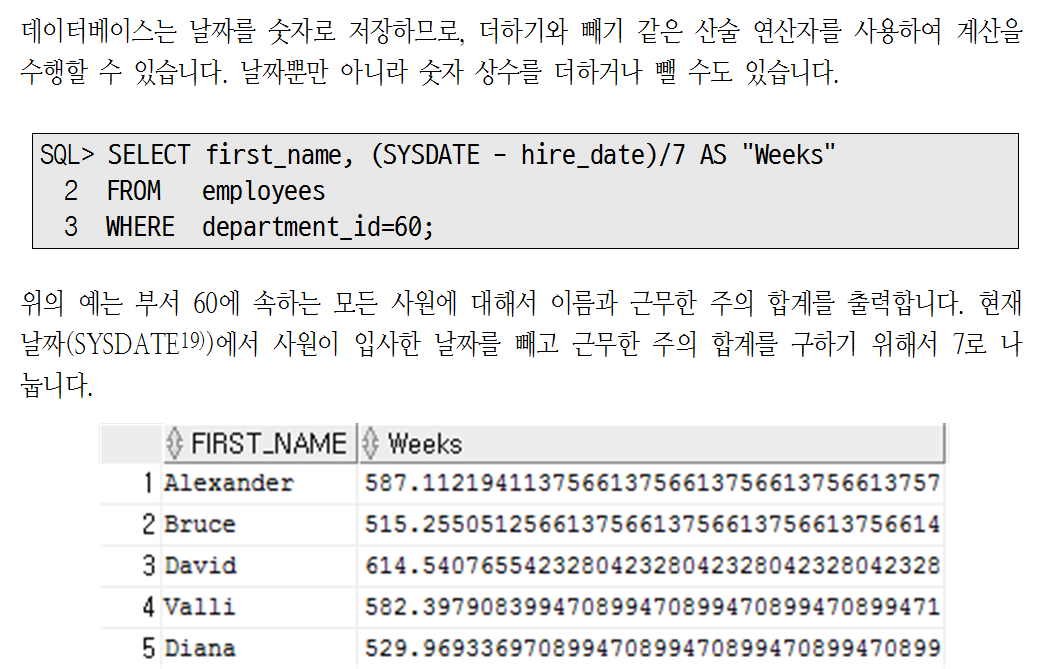 데이터베이스는 날짜를 숫자로 저장하므로, 더하기와 빼기 같은 산술 연산자를 사용하여 계산을
수행할 수 있습니다. 날짜뿐만 아니라 숫자 상수를 더하거나 뺄 수도 있습니다.
SQL> SELECT first_name, (SYSDATE - hire_date)/7 AS "Weeks"
2 FROM employees
3 WHERE department_id=60;
위의 예는 부서 60에 속하는 모든 사원에 대해서 이름과 근무한 주의 합계를 출력합니다. 현재
날짜(SYSDATE19))에서 사원이 입사한 날짜를 빼고 근무한 주의 합계를 구하기 위해서 7로 나
눕니다.
FIRST_NAME Weeks
1 Alexander 587.112194113756613756613756613756613757
2 Bruce 515.255051256613756613756613756613756614
3 David 614.540765542328042328042328042328042328
4 Valli 582.397908399470899470899470899470899471
5 Diana 529.969336970899470899470899470899470899